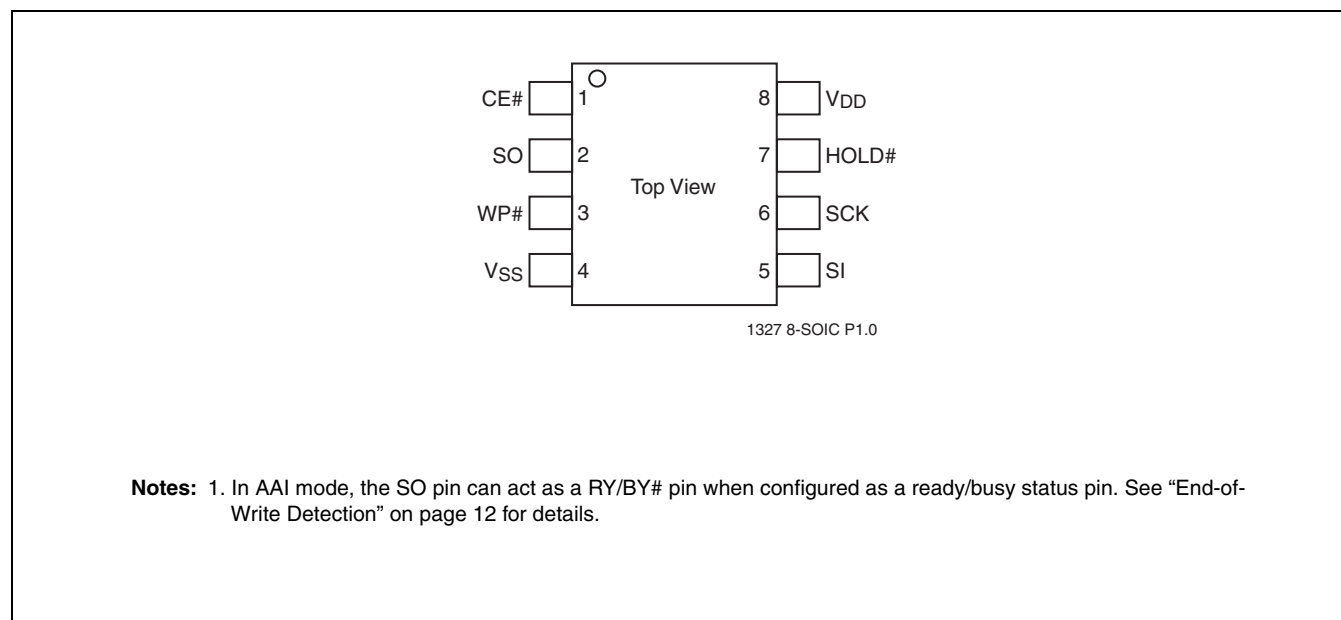 CE# 1 8 VDD
SO 2 7 HOLD#
Top View
WP# 3 6 SCK
VSS 4 5 SI
1327 8-SOIC P1.0
Notes: 1. In AAI mode, the SO pin can act as a RY/BY# pin when configured as a ready/busy status pin. See “End-of-
Write Detection” on page 12 for details.